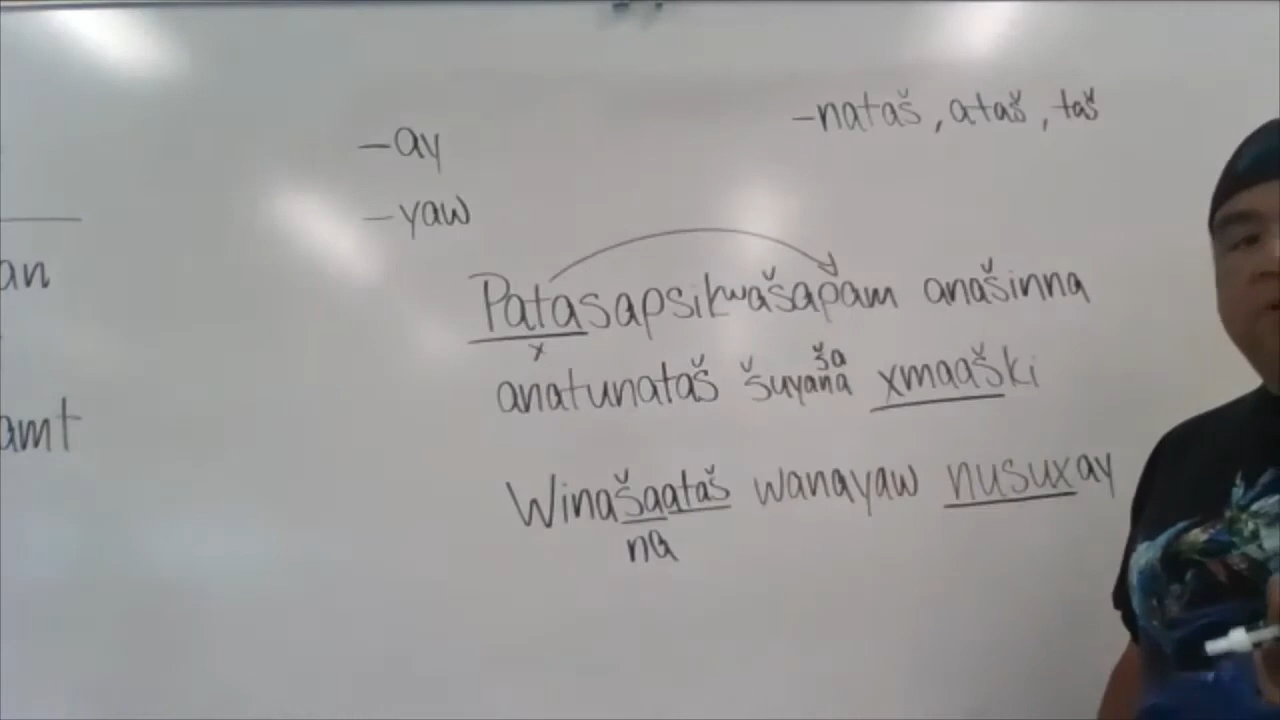 -nataš, ataš, taš
-ay
-yaw
an
amt
Patasapsikwašapam anašinna
x
ša
anatunataš šuyana xmaaški
Winašaataš wanayaw nusuxay
na